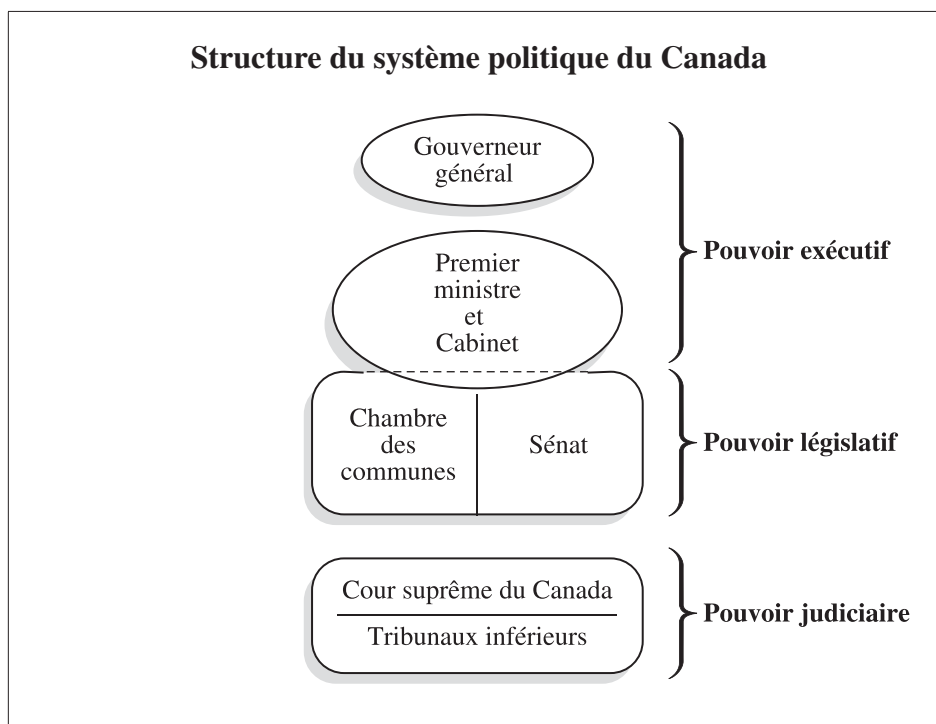 Structure du système politique du Canada
Gouverneur
général
Premier
ministre
et
Cabinet
Pouvoir exécutif
Chambre
des
communes
Sénat
Pouvoir législatif
Cour suprême du Canada
Tribunaux inférieurs
Pouvoir judiciaire